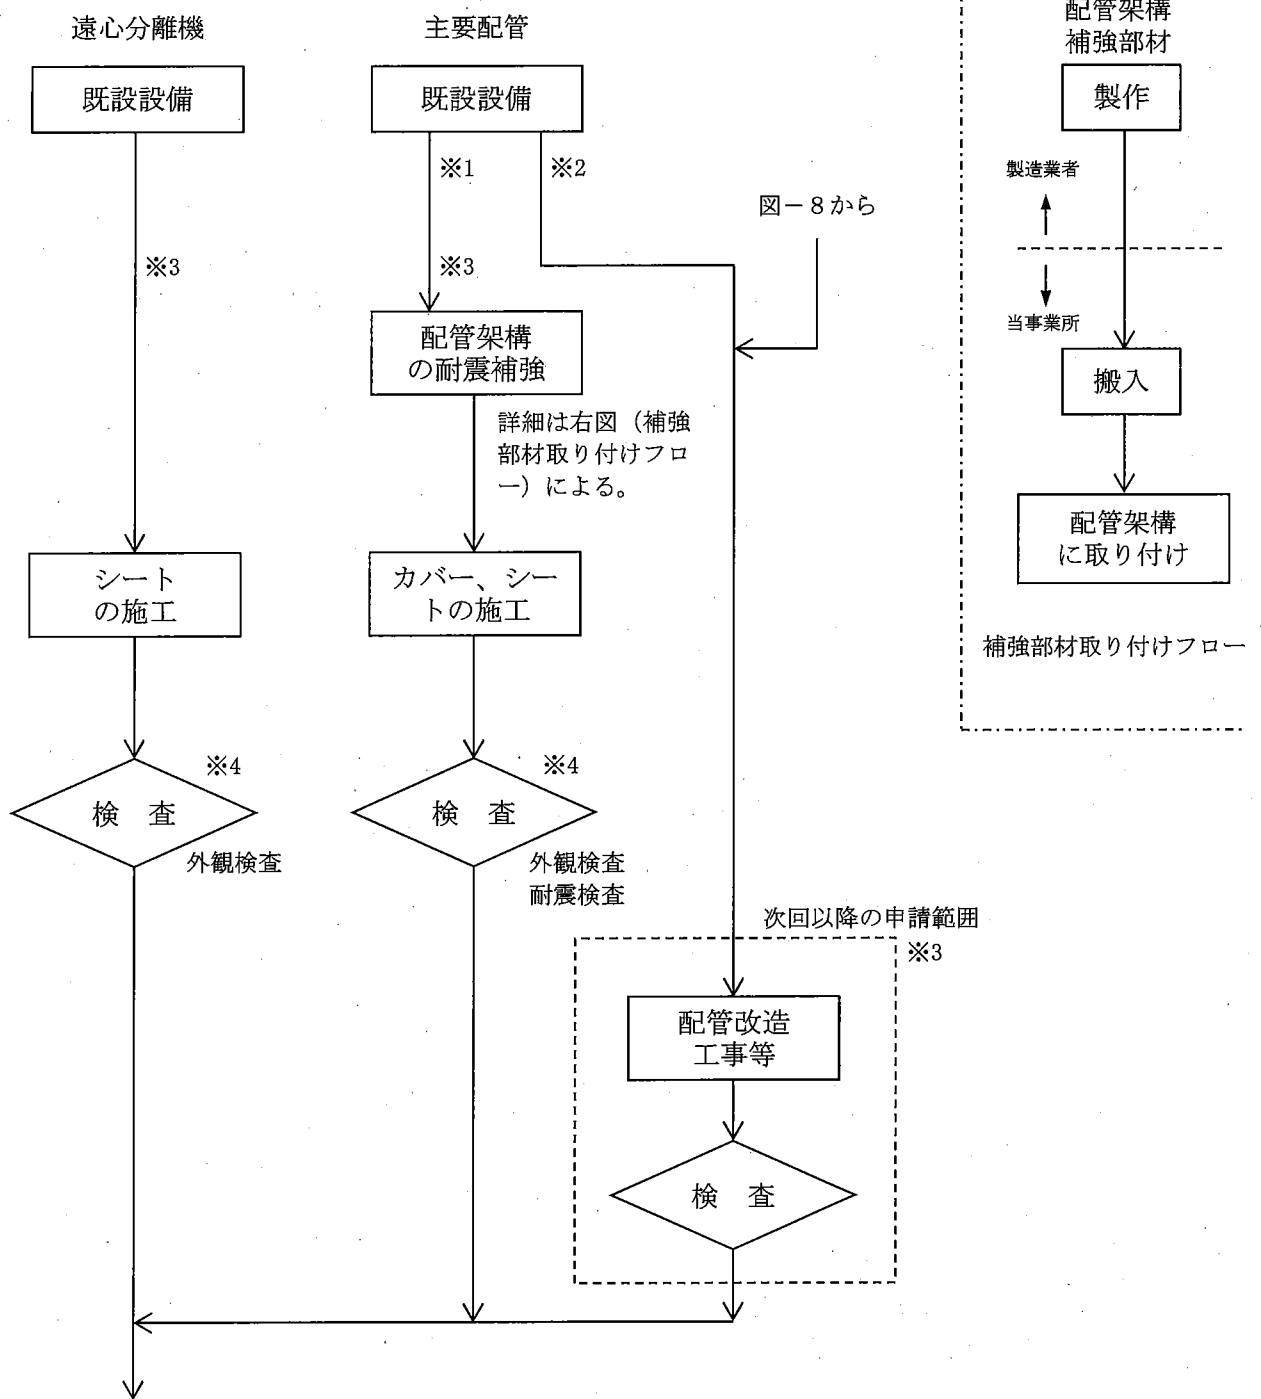 遠心分離機
既設設備
※3
シート
の施工
※4
検 査
外観検査
主要配管
既設設備
※1
※2
※3
配管架構
の耐震補強
詳細は右図（補強
部材取り付けフロ
ー）による。
カバー、シー
トの施工
※4
検 査
外観検査
耐震検査
図－８から
次回以降の申請範囲
※3
配管改造
工事等
検 査
配管架構
補強部材
製作
製造業者
当事業所
搬入
配管架構
に取り付け
補強部材取り付けフロー